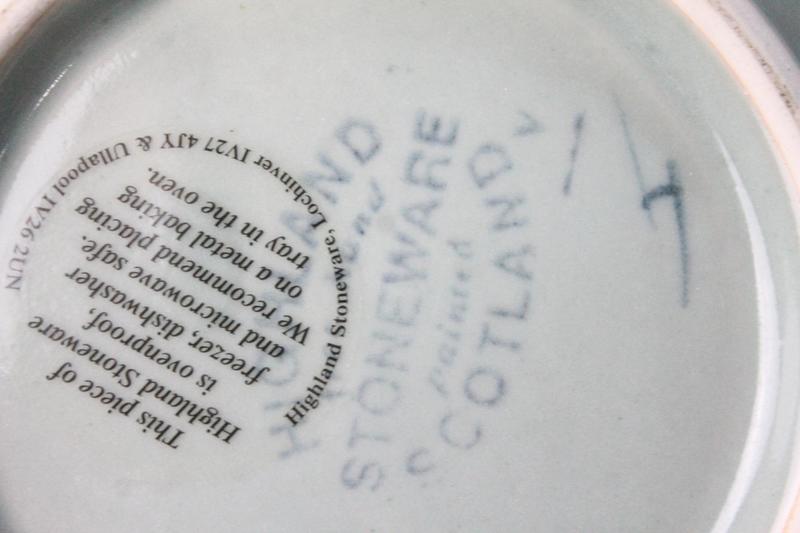 This piece of
Highland Stoneware
is ovenproof,
freezer, dishwasher
and microwave safe.
We recommend placing
on a metal baking
tray in the oven.
Highland Stoneware, Lochinver IV27 4JY & Ullapool IV26 2UN
HIGHLAND
hand
STONEWARE
painted
SCOTLAND